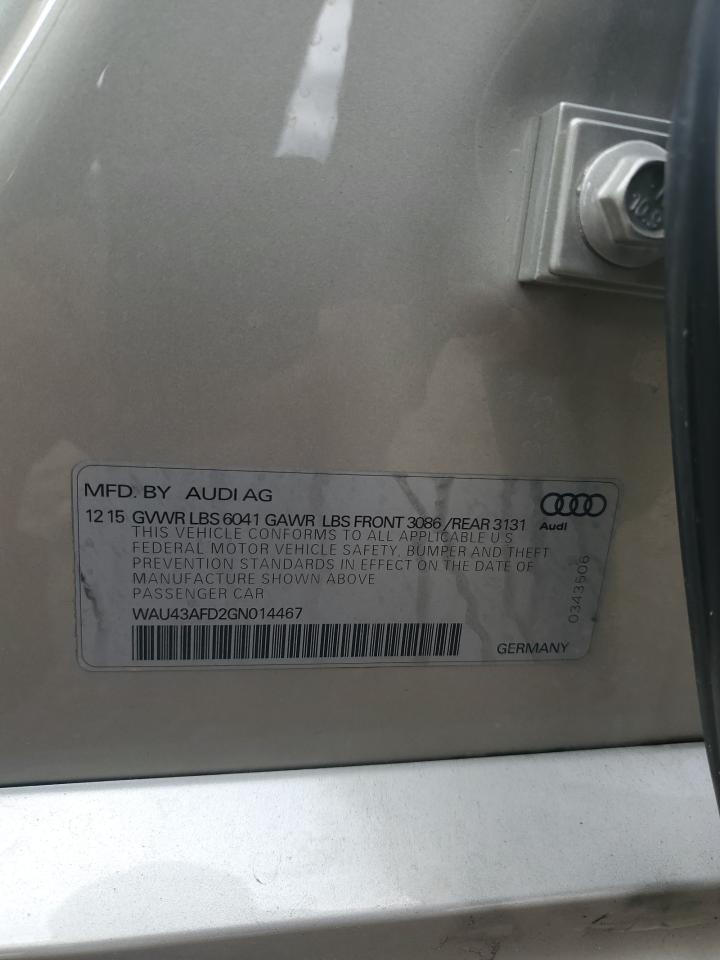 10.9
MFD. BY AUDI AG
12 15 GVWR LBS 6041 GAWR LBS FRONT 3086 /REAR 3131
Audi
THIS VEHICLE CONFORMS TO ALL APPLICABLE U.S
FEDERAL MOTOR VEHICLE SAFETY, BUMPER AND THEFT
PREVENTION STANDARDS IN EFFECT ON THE DATE OF
MANUFACTURE SHOWN ABOVE
PASSENGER CAR
WAU43AFD2GN014467
GERMANY
0343506